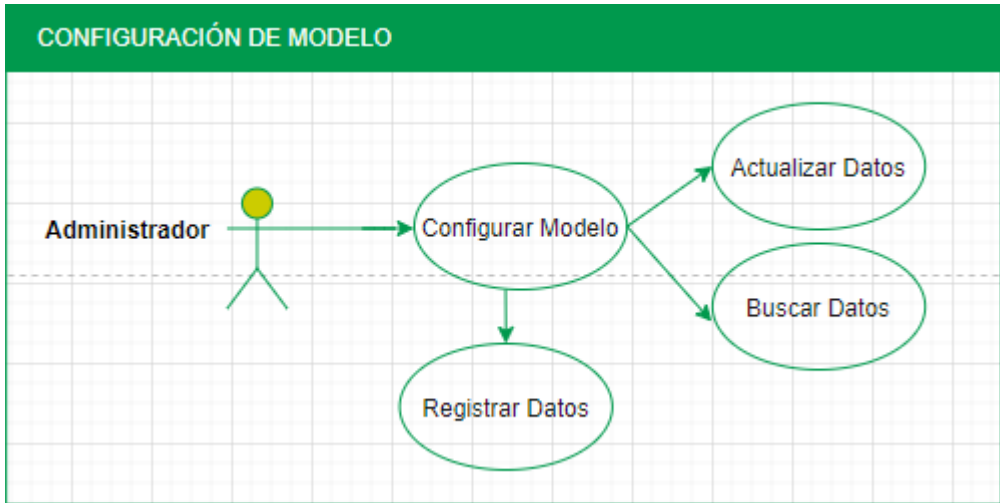 CONFIGURACIÓN DE MODELO
Actualizar Datos
Administrador
Configurar Modelo
Buscar Datos
Registrar Datos